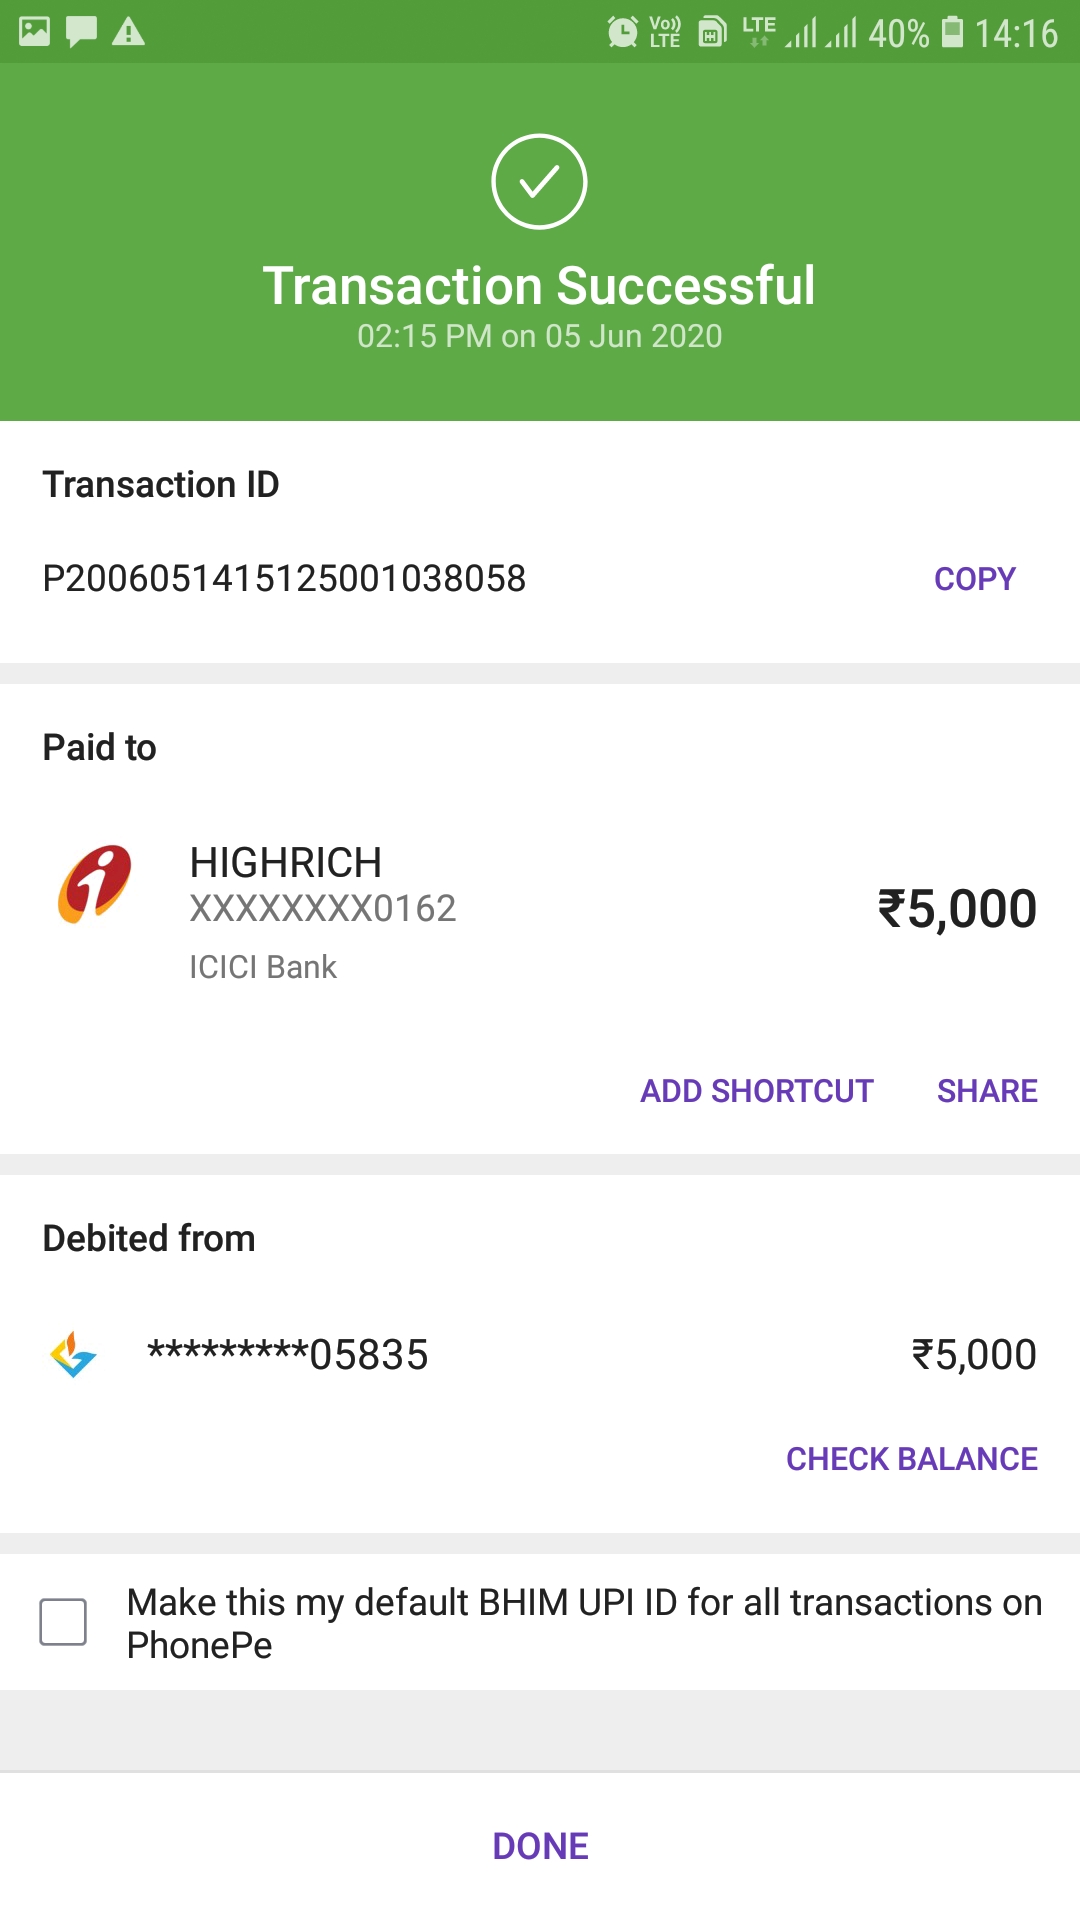 Vo)) LTE LTE 40% 14:16
Transaction Successful
02:15 PM on 05 Jun 2020
Transaction ID
P2006051415125001038058 COPY
Paid to
HIGHRICH
XXXXXXXX0162
₹5,000
ICICI Bank
ADD SHORTCUT SHARE
Debited from
*********05835 ₹5,000
CHECK BALANCE
Make this my default BHIM UPI ID for all transactions on
PhonePe
DONE